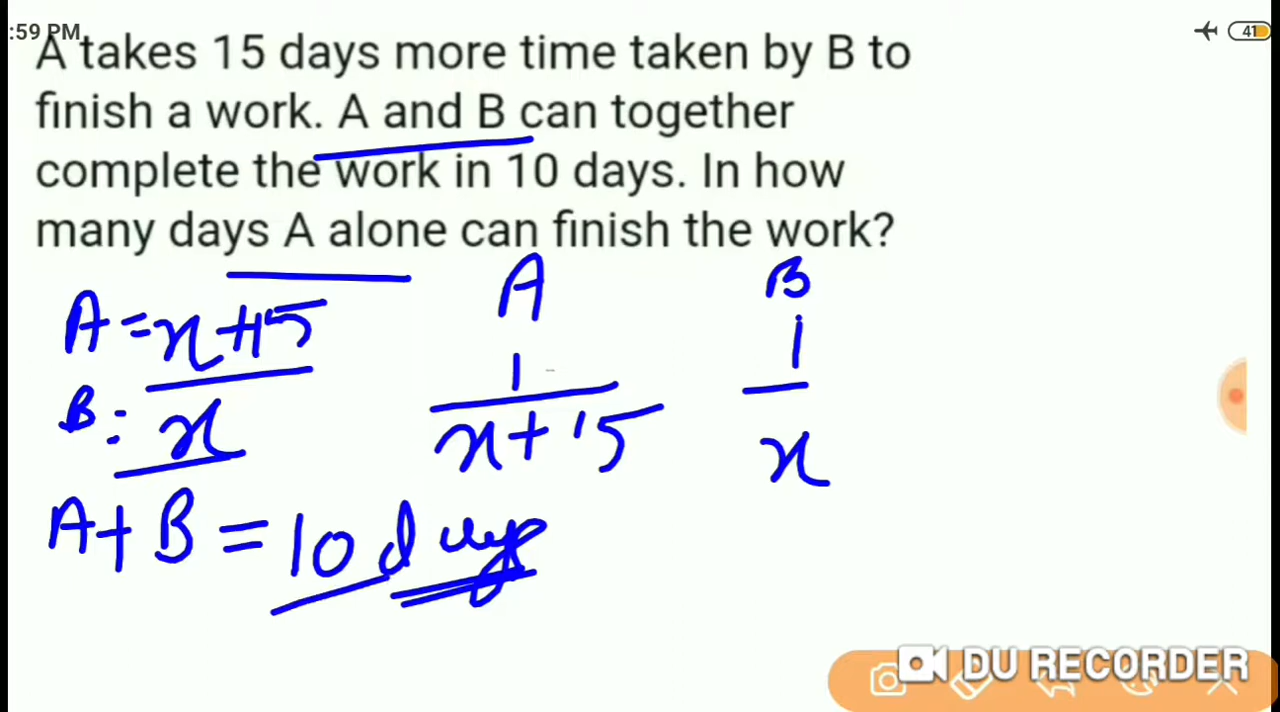 :59 PM
41
A takes 15 days more time taken by B to
finish a work. A and B can together
complete the work in 10 days. In how
many days A alone can finish the work?
A = x+15
B = x
A B
1 1
x+15 x
A+B = 10 days
DU RECORDER